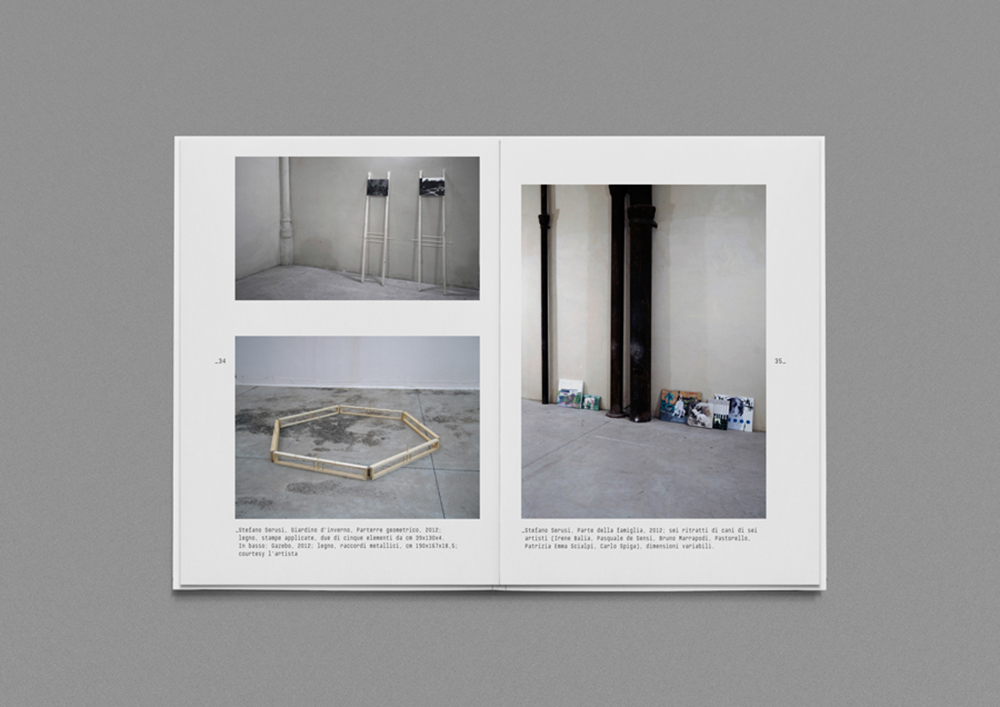 _34
_Stefano Serusi, Giardino d'inverno, Parterre geometrico, 2012;
legno, stampe applicate, due di cinque elementi da cm 39x130x4.
In basso: Gazebo, 2012; legno, raccordi metallici, cm 190x167x18,5;
courtesy l'artista
35_
_Stefano Serusi, Parte della famiglia, 2012; sei ritratti di cani di sei
artisti (Irene Balia, Pasquale de Sensi, Bruno Marrapodi, Pastorello,
Patrizia Emma Scialpi, Carlo Spiga), dimensioni variabili.